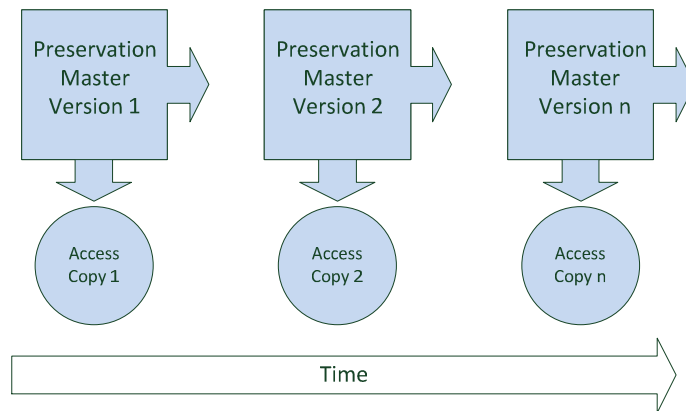 Preservation
Master
Version 1
Preservation
Master
Version 2
Preservation
Master
Version n
Access
Copy 1
Access
Copy 2
Access
Copy n
Time